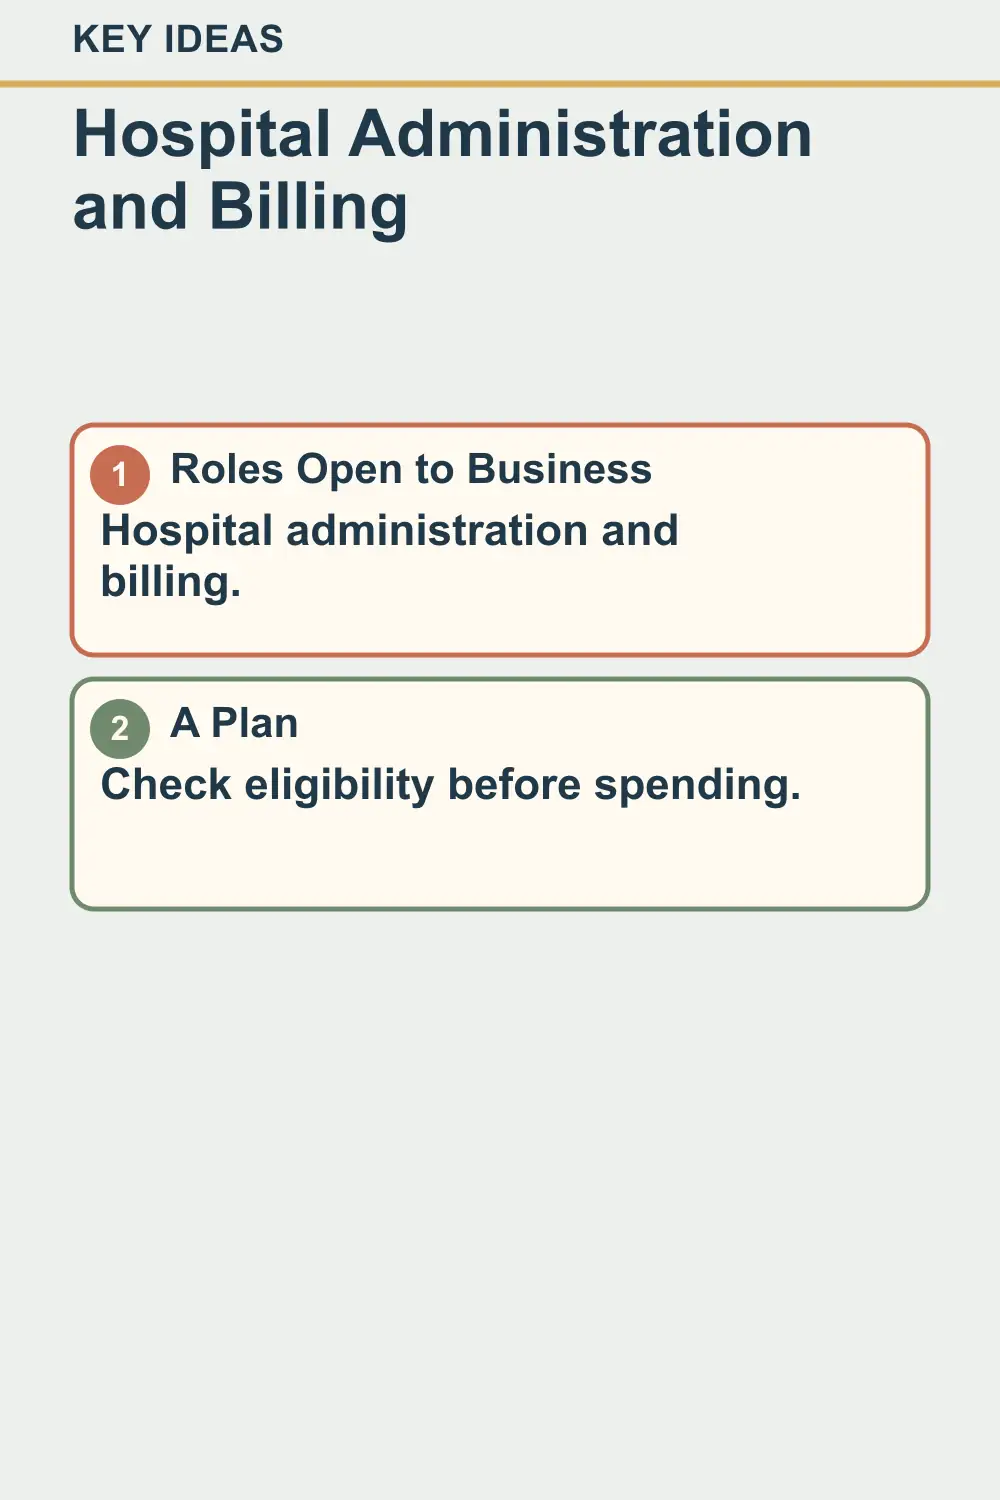 KEY IDEAS
Hospital Administration
and Billing
1 Roles Open to Business
Hospital administration and
billing.
2 A Plan
Check eligibility before spending.